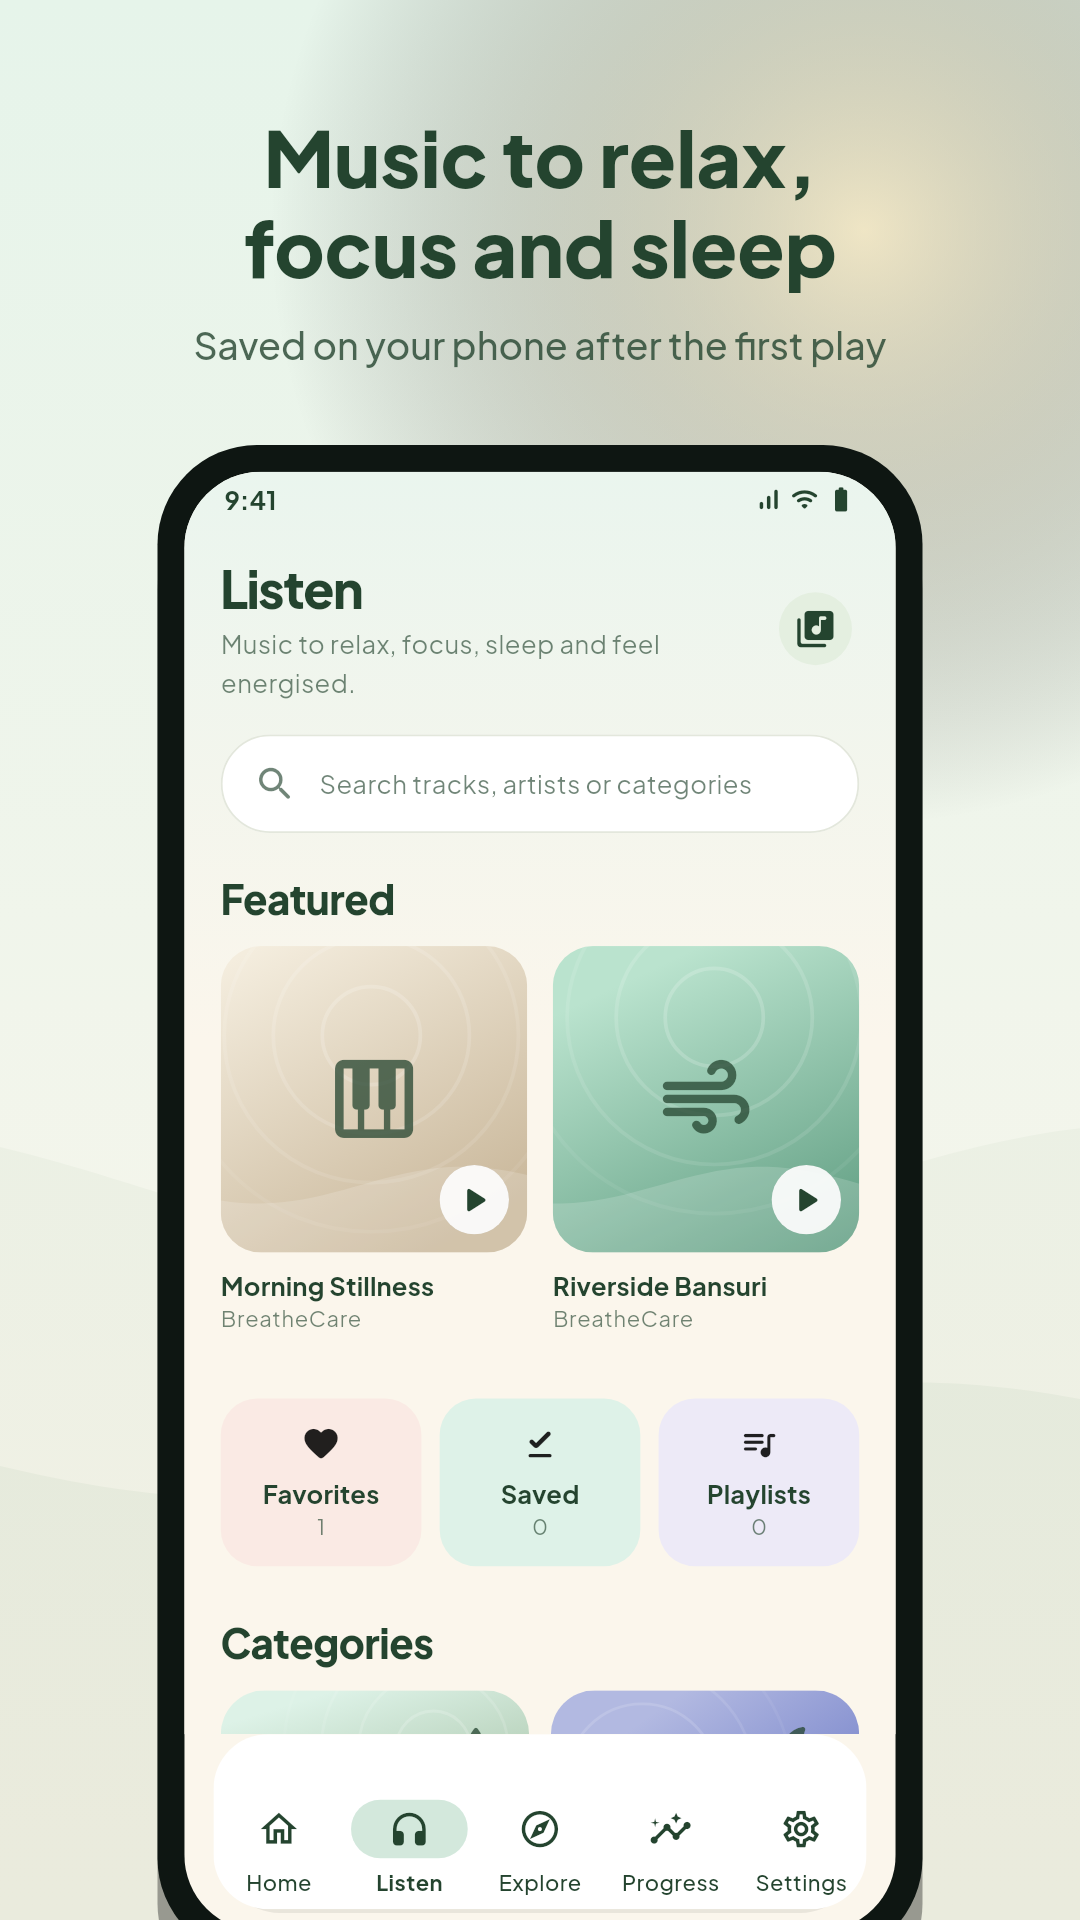 Music to relax,
focus and sleep
Saved on your phone after the first play
9:41
Listen
Music to relax, focus, sleep and feel
energised.
Search tracks, artists or categories
Featured
Morning Stillness
BreatheCare
Riverside Bansuri
BreatheCare
Favorites
1
Saved
0
Playlists
0
Categories
Home
Listen
Explore
Progress
Settings